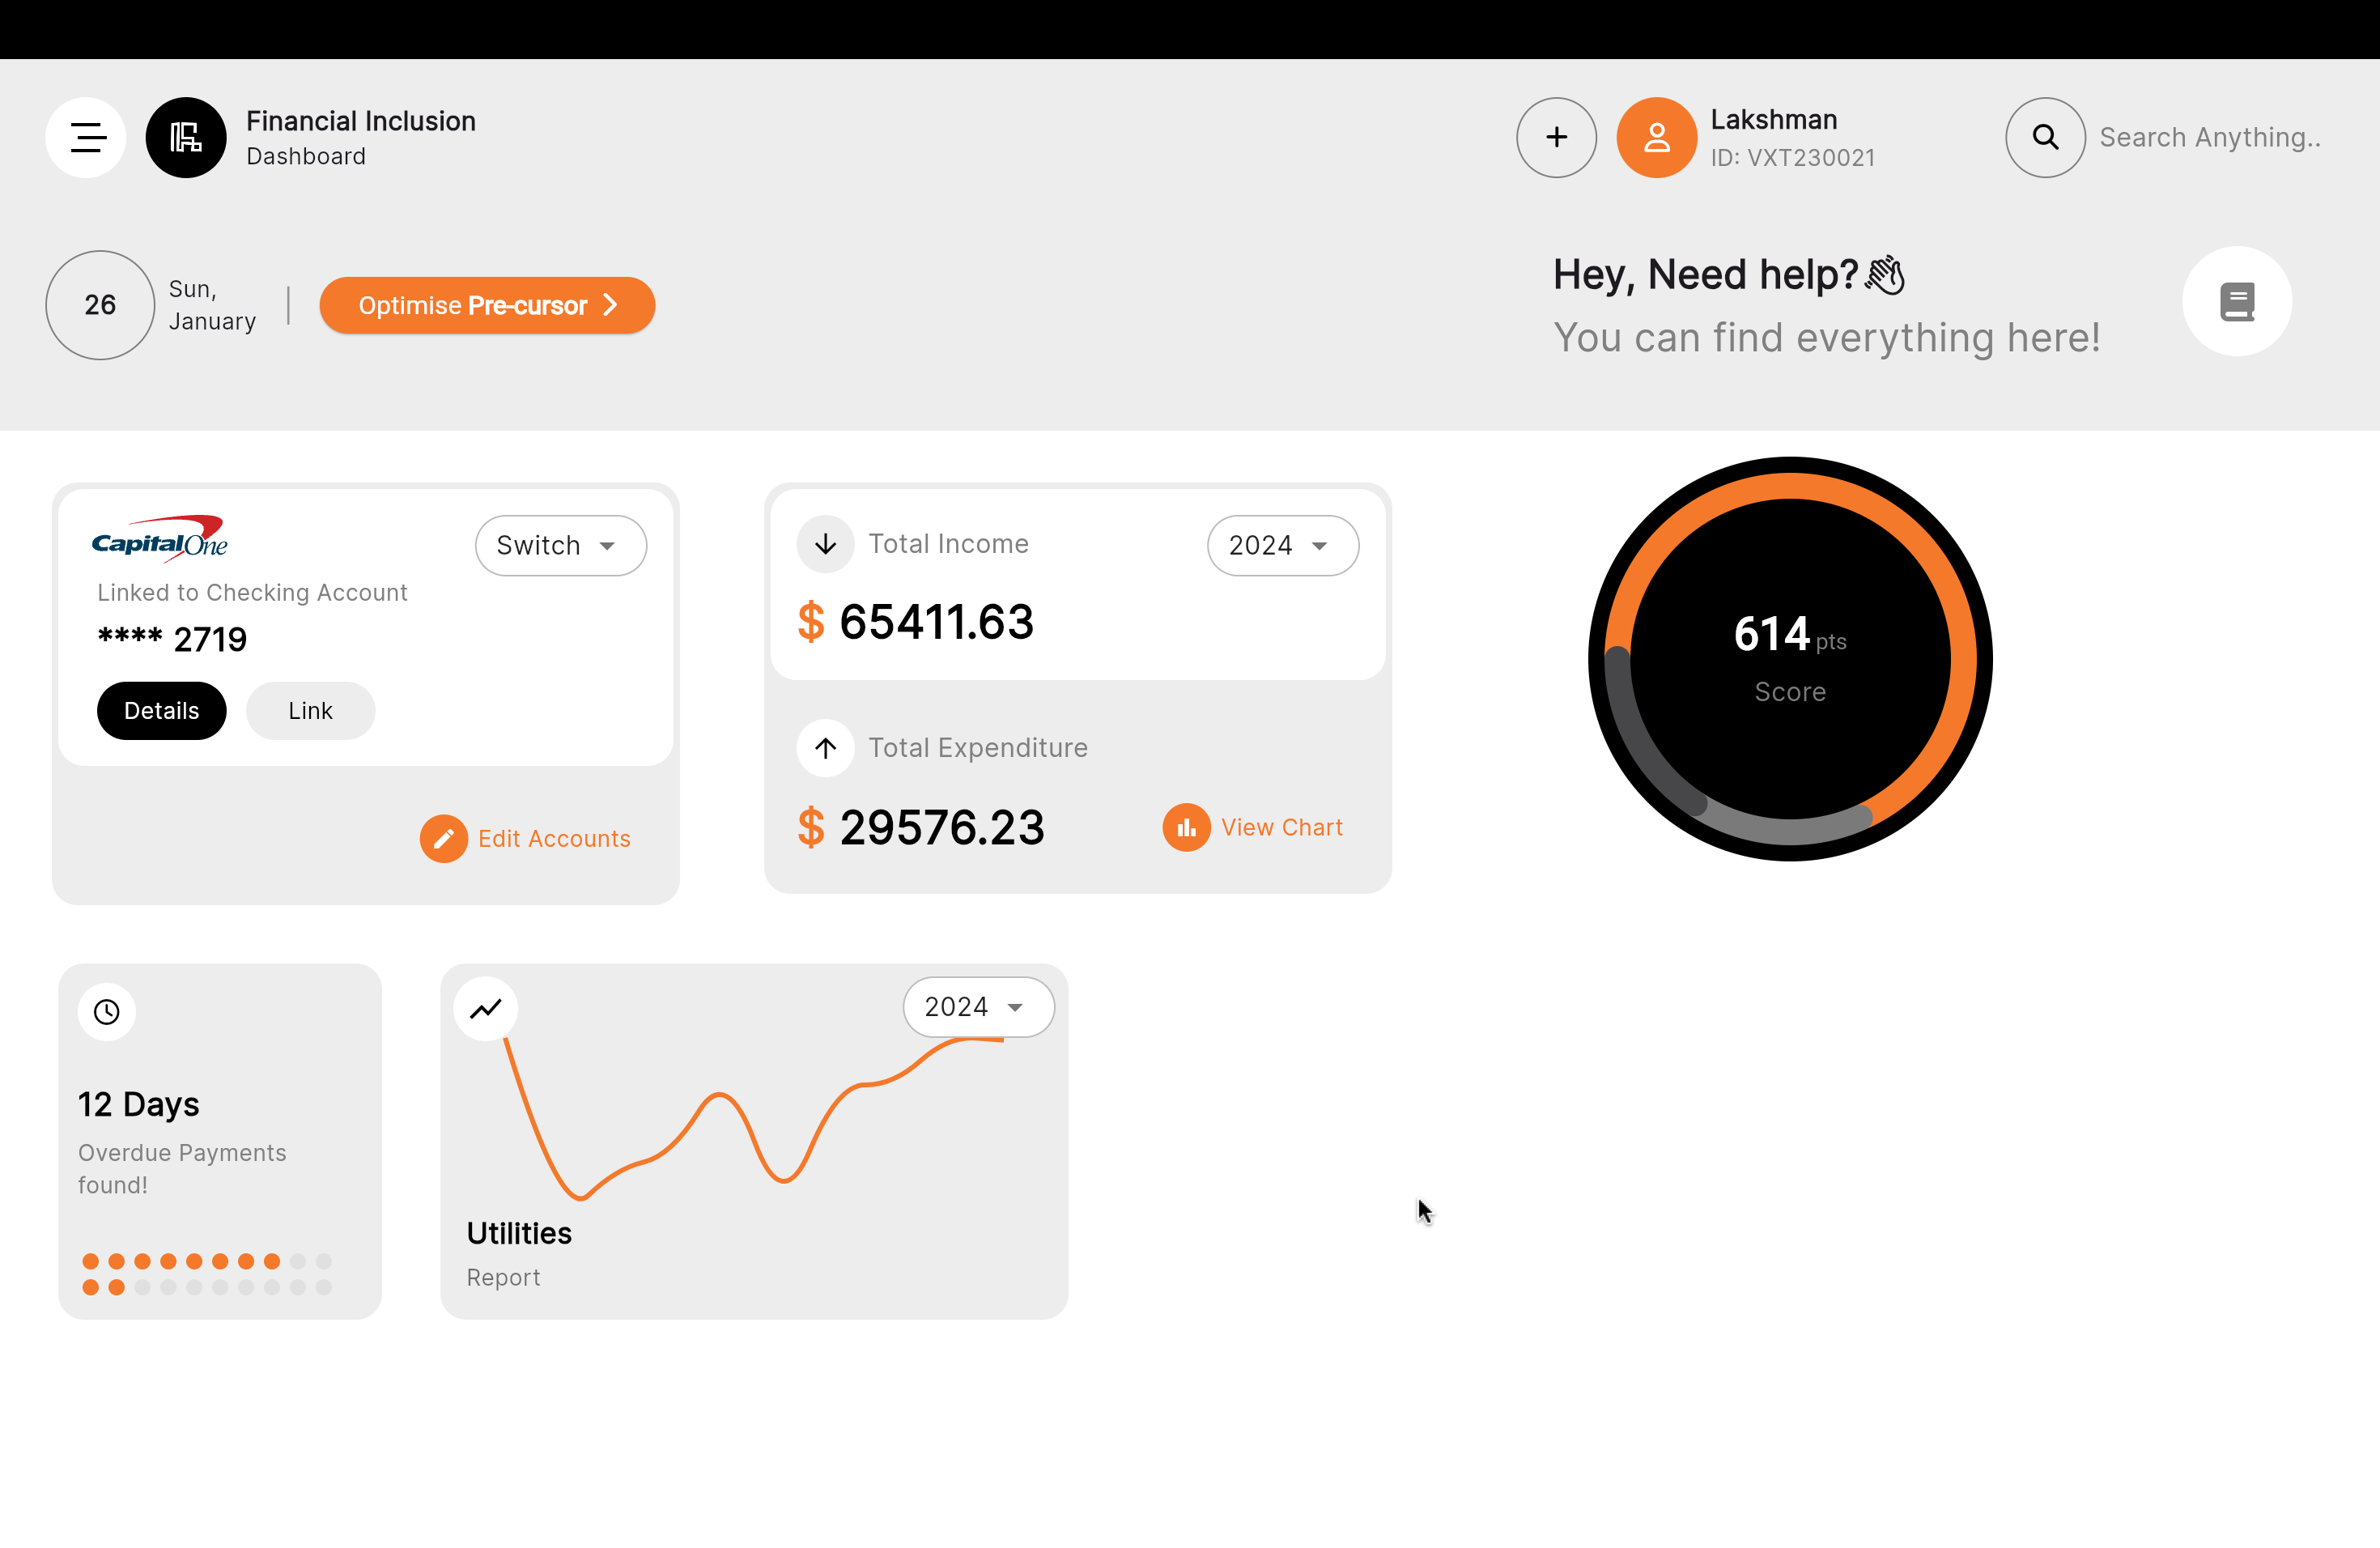 Financial Inclusion
Dashboard
Lakshman
ID: VXT230021
Search Anything..
26
Sun,
January
Optimise Pre-cursor
Hey, Need help?
You can find everything here!
CapitalOne
Switch
Linked to Checking Account
**** 2719
Details
Link
Edit Accounts
Total Income
2024
$ 65411.63
Total Expenditure
$ 29576.23
View Chart
614 pts
Score
12 Days
Overdue Payments
found!
2024
Utilities
Report